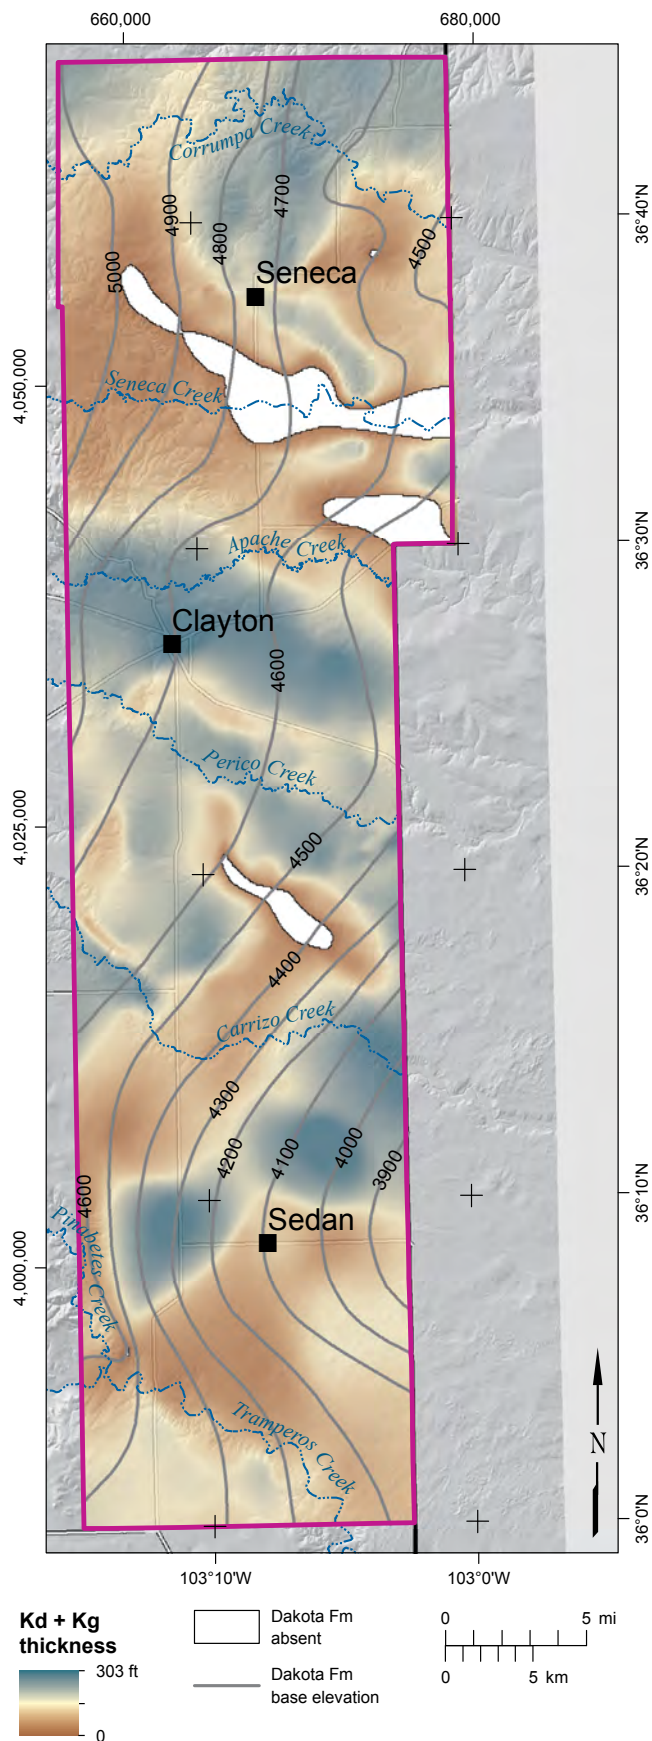 660,000
680,000
Corrumpa Creek
36°40'N
4900
4700
4800
4500
5000
Seneca
4,050,000
Seneca Creek
36°30'N
Apache Creek
Clayton
4600
Perico Creek
4,025,000
4500
36°20'N
4400
Carrizo Creek
4300
4200
4100
4000
3900
36°10'N
4600
Pinabetes Creek
Sedan
4,000,000
Tramperos Creek
N
36°0'N
103°10'W
103°0'W
Kd + Kg
thickness
303 ft
0
Dakota Fm
absent
Dakota Fm
base elevation
0
5 mi
0
5 km